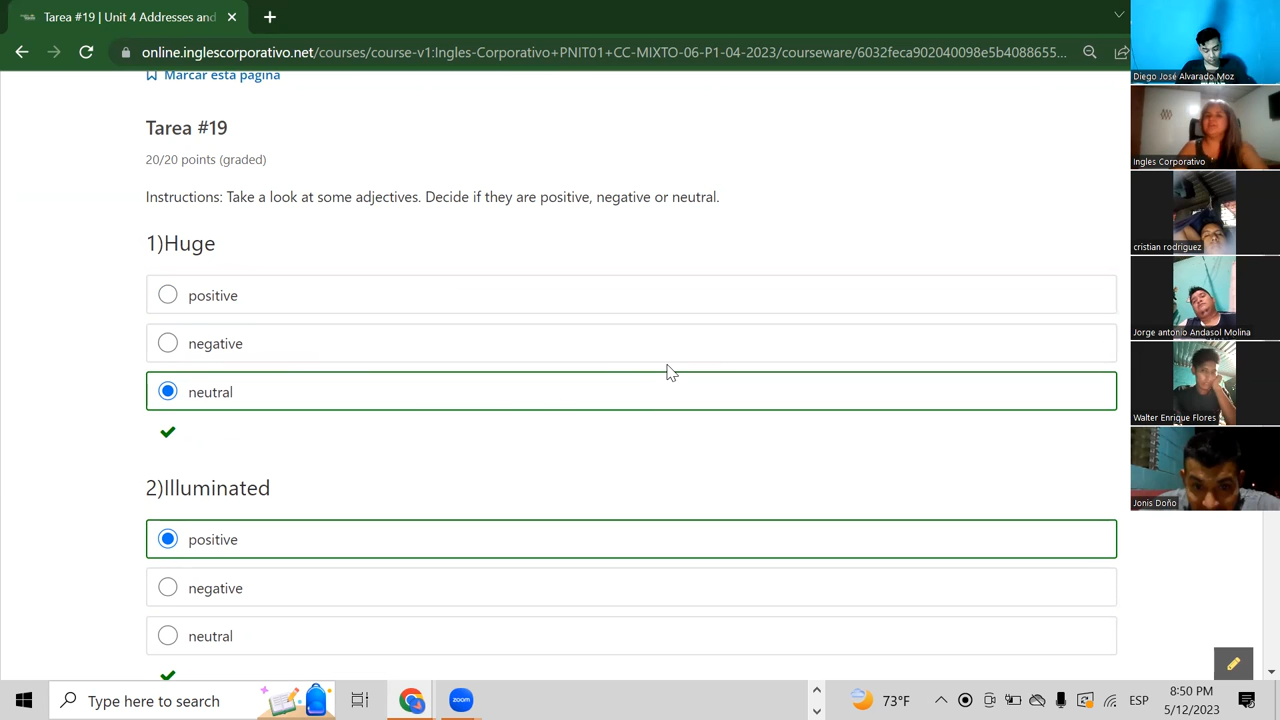 Tarea #19 | Unit 4 Addresses and
online.inglescorporativo.net/courses/course-v1:Ingles-Corporativo+PNIT01+CC-MIXTO-06-P1-04-2023/courseware/6032feca902040098e5b4088655...
Marcar esta página
Tarea #19
20/20 points (graded)
Instructions: Take a look at some adjectives. Decide if they are positive, negative or neutral.
1)Huge
positive
negative
neutral
2)Illuminated
positive
negative
neutral
Diego José Alvarado Moz
Ingles Corporativo
cristian rodriguez
Jorge antonio Andasol Molina
Walter Enrique Flores
Jonis Doño
Type here to search
zoom
73°F
ESP
8:50 PM
5/12/2023